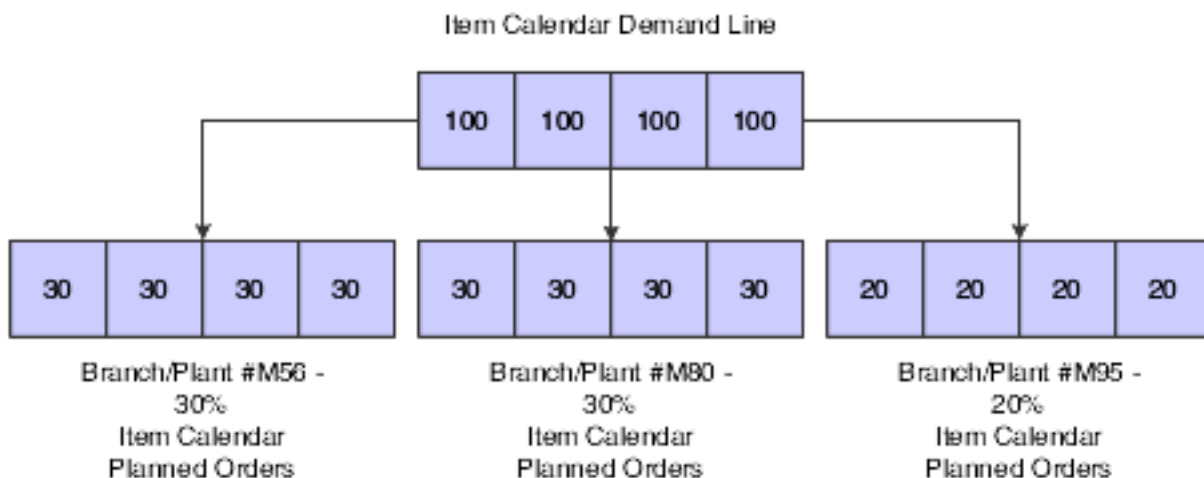 Item Calendar Demand Line
100 100 100 100
30 30 30 30
30 30 30 30
20 20 20 20
Branch/Plant #M56 -
30%
Item Calendar
Planned Orders
Branch/Plant #M80 -
30%
Item Calendar
Planned Orders
Branch/Plant #M95 -
20%
Item Calendar
Planned Orders